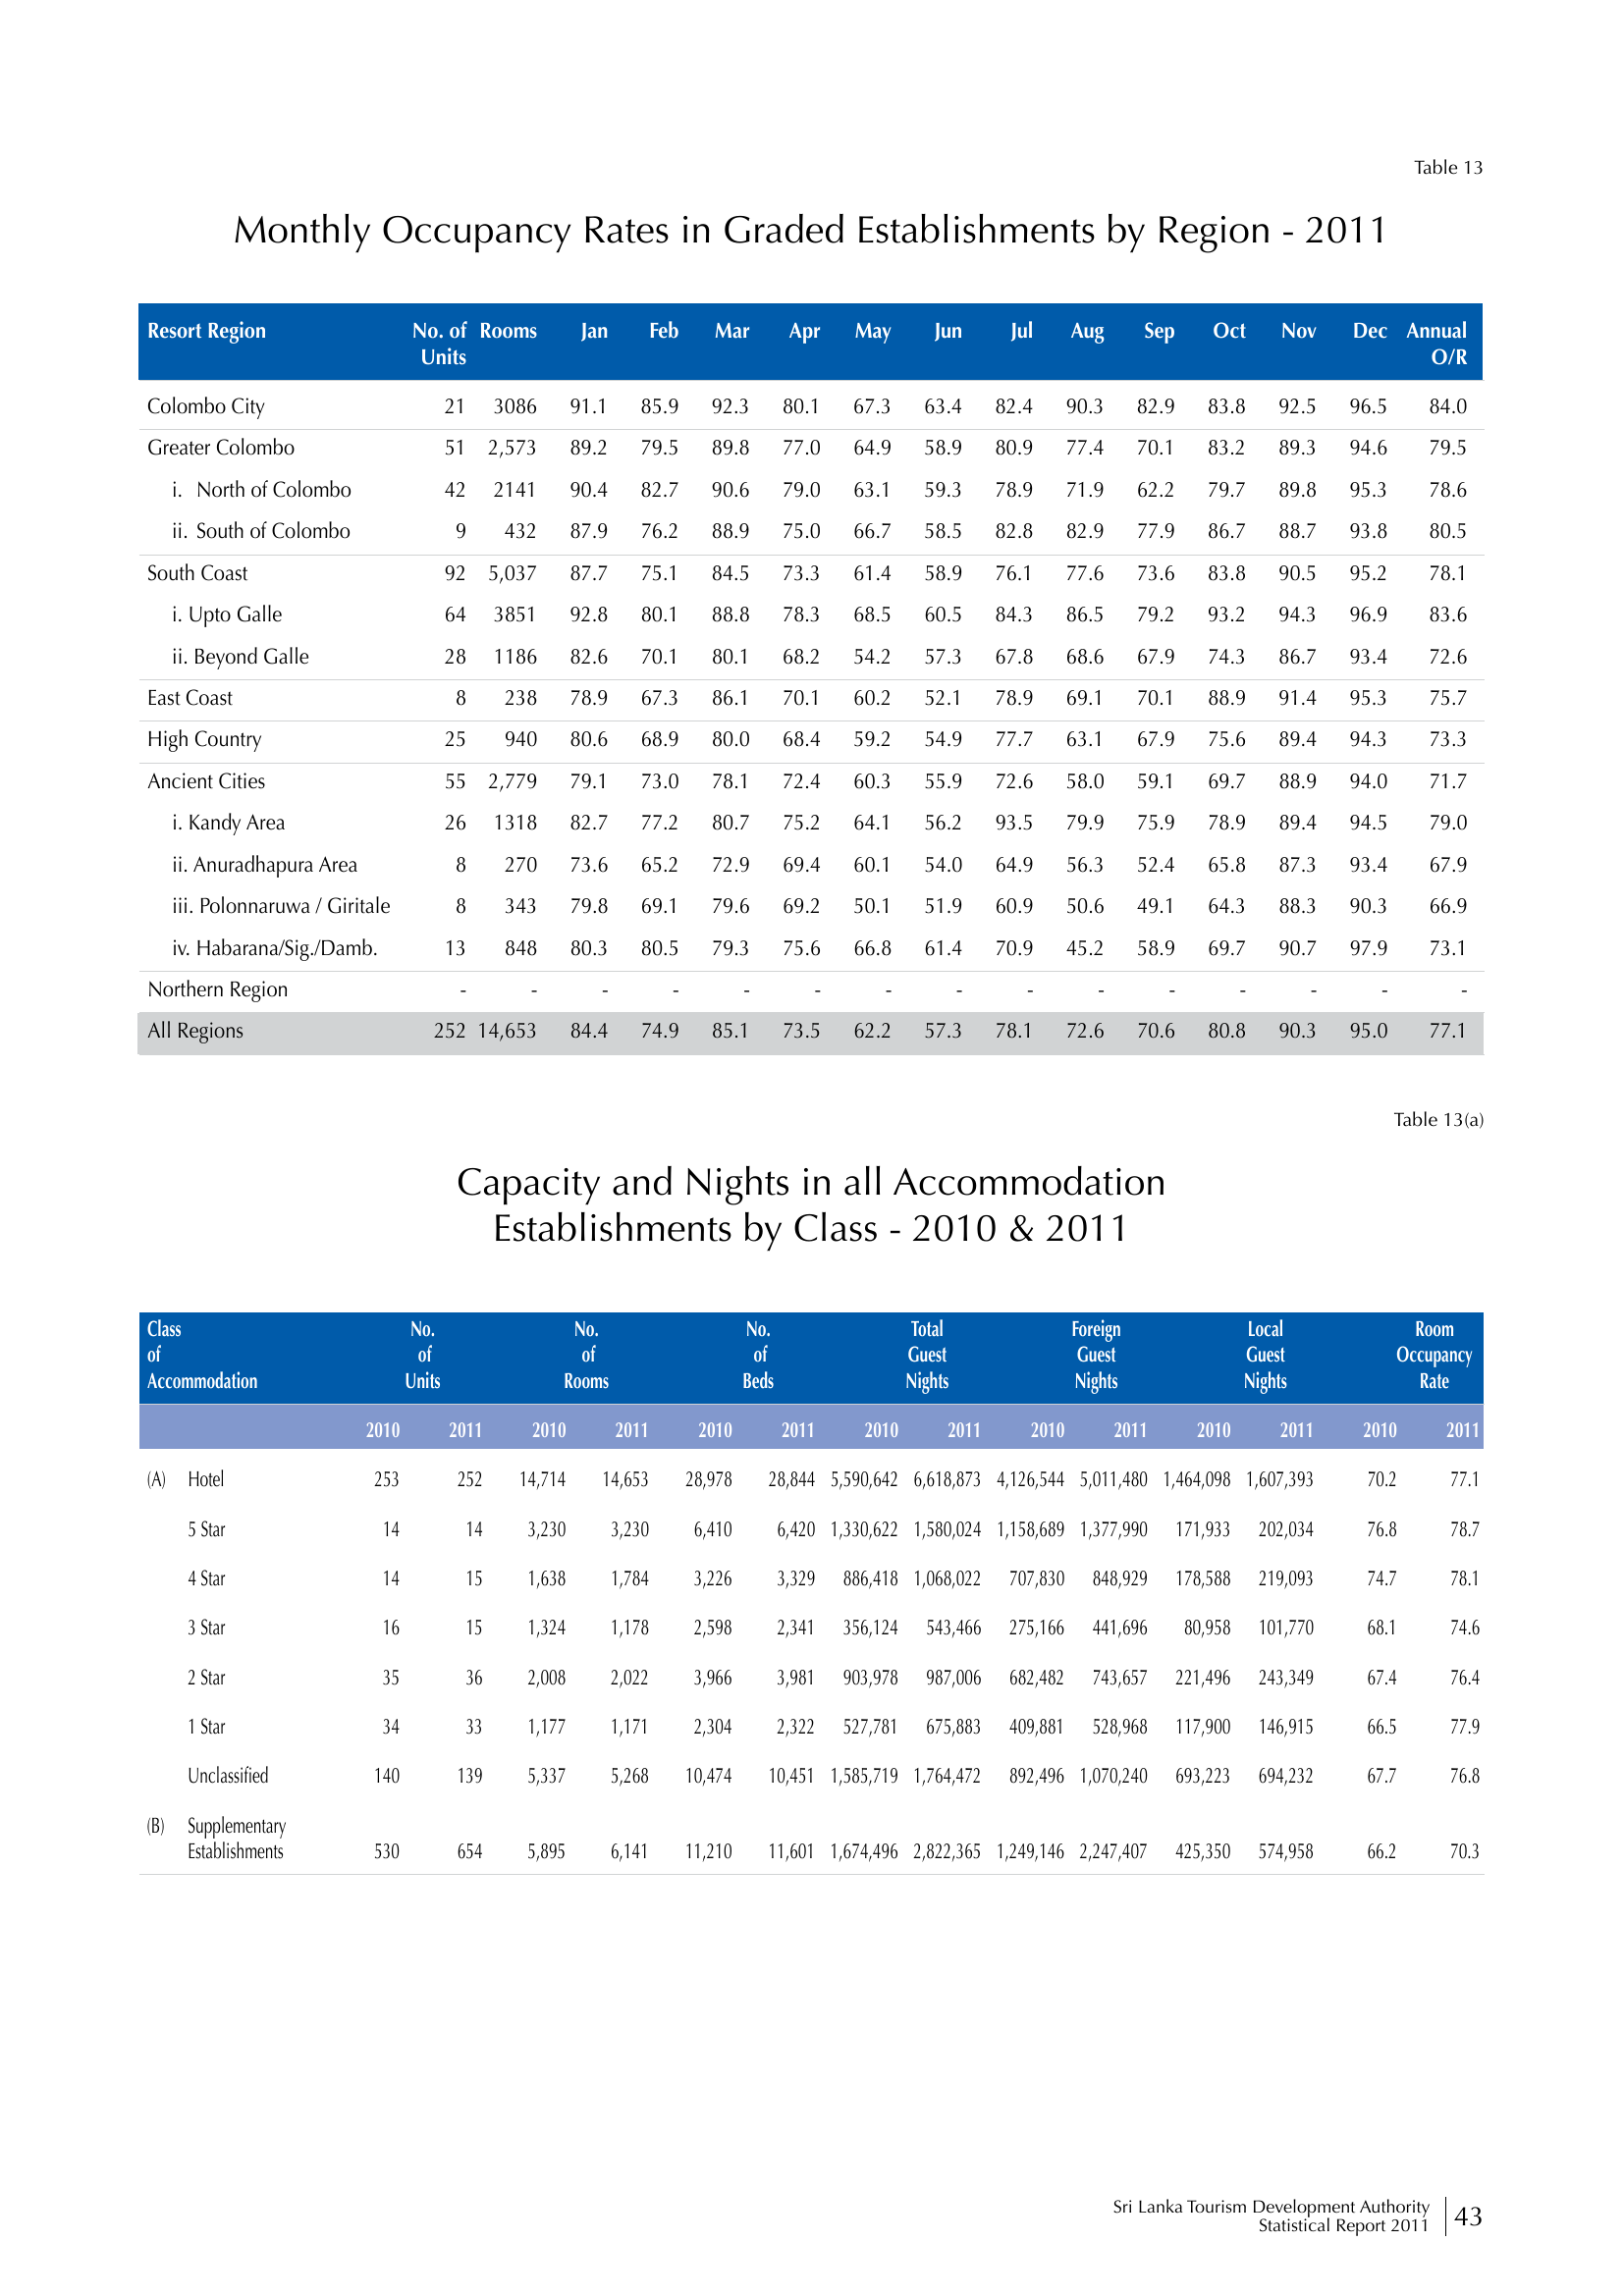 Table 13
Monthly Occupancy Rates in Graded Establishments by Region - 2011
Resort Region No. of Units Rooms Jan Feb Mar Apr May Jun Jul Aug Sep Oct Nov Dec Annual O/R
Colombo City 21 3086 91.1 85.9 92.3 80.1 67.3 63.4 82.4 90.3 82.9 83.8 92.5 96.5 84.0
Greater Colombo 51 2,573 89.2 79.5 89.8 77.0 64.9 58.9 80.9 77.4 70.1 83.2 89.3 94.6 79.5
i. North of Colombo 42 2141 90.4 82.7 90.6 79.0 63.1 59.3 78.9 71.9 62.2 79.7 89.8 95.3 78.6
ii. South of Colombo 9 432 87.9 76.2 88.9 75.0 66.7 58.5 82.8 82.9 77.9 86.7 88.7 93.8 80.5
South Coast 92 5,037 87.7 75.1 84.5 73.3 61.4 58.9 76.1 77.6 73.6 83.8 90.5 95.2 78.1
i. Upto Galle 64 3851 92.8 80.1 88.8 78.3 68.5 60.5 84.3 86.5 79.2 93.2 94.3 96.9 83.6
ii. Beyond Galle 28 1186 82.6 70.1 80.1 68.2 54.2 57.3 67.8 68.6 67.9 74.3 86.7 93.4 72.6
East Coast 8 238 78.9 67.3 86.1 70.1 60.2 52.1 78.9 69.1 70.1 88.9 91.4 95.3 75.7
High Country 25 940 80.6 68.9 80.0 68.4 59.2 54.9 77.7 63.1 67.9 75.6 89.4 94.3 73.3
Ancient Cities 55 2,779 79.1 73.0 78.1 72.4 60.3 55.9 72.6 58.0 59.1 69.7 88.9 94.0 71.7
i. Kandy Area 26 1318 82.7 77.2 80.7 75.2 64.1 56.2 93.5 79.9 75.9 78.9 89.4 94.5 79.0
ii. Anuradhapura Area 8 270 73.6 65.2 72.9 69.4 60.1 54.0 64.9 56.3 52.4 65.8 87.3 93.4 67.9
iii. Polonnaruwa / Giritale 8 343 79.8 69.1 79.6 69.2 50.1 51.9 60.9 50.6 49.1 64.3 88.3 90.3 66.9
iv. Habarana/Sig./Damb. 13 848 80.3 80.5 79.3 75.6 66.8 61.4 70.9 45.2 58.9 69.7 90.7 97.9 73.1
Northern Region - - - - - - - - - - - - - - -
All Regions 252 14,653 84.4 74.9 85.1 73.5 62.2 57.3 78.1 72.6 70.6 80.8 90.3 95.0 77.1
Table 13(a)
Capacity and Nights in all Accommodation
Establishments by Class - 2010 & 2011
Class No. No. No. Total Foreign Local Room
of of of of Guest Guest Guest Occupancy
Accommodation Units Rooms Beds Nights Nights Nights Rate
2010 2011 2010 2011 2010 2011 2010 2011 2010 2011 2010 2011 2010 2011
(A) Hotel 253 252 14,714 14,653 28,978 28,844 5,590,642 6,618,873 4,126,544 5,011,480 1,464,098 1,607,393 70.2 77.1
5 Star 14 14 3,230 3,230 6,410 6,420 1,330,622 1,580,024 1,158,689 1,377,990 171,933 202,034 76.8 78.7
4 Star 14 15 1,638 1,784 3,226 3,329 886,418 1,068,022 707,830 848,929 178,588 219,093 74.7 78.1
3 Star 16 15 1,324 1,178 2,598 2,341 356,124 543,466 275,166 441,696 80,958 101,770 68.1 74.6
2 Star 35 36 2,008 2,022 3,966 3,981 903,978 987,006 682,482 743,657 221,496 243,349 67.4 76.4
1 Star 34 33 1,177 1,171 2,304 2,322 527,781 675,883 409,881 528,968 117,900 146,915 66.5 77.9
Unclassified 140 139 5,337 5,268 10,474 10,451 1,585,719 1,764,472 892,496 1,070,240 693,223 694,232 67.7 76.8
(B) Supplementary
Establishments 530 654 5,895 6,141 11,210 11,601 1,674,496 2,822,365 1,249,146 2,247,407 425,350 574,958 66.2 70.3
Sri Lanka Tourism Development Authority
Statistical Report 2011 43